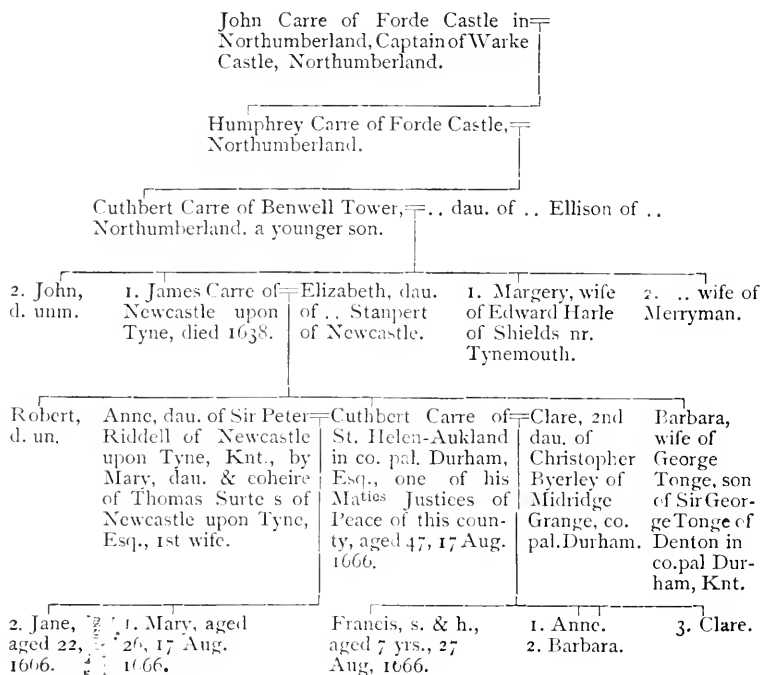 John Carre of Forde Castle in
Northumberland, Captain of Warke
Castle, Northumberland.
Humphrey Carre of Forde Castle,
Northumberland.
Cuthbert Carre of Benwell Tower,
Northumberland. a younger son.
.. dau. of .. Ellison of ..
2. John,
d. unm.
1. James Carre of
Newcastle upon
Tyne, died 1638.
Elizabeth, dau.
of .. Stanpert
of Newcastle.
1. Margery, wife
of Edward Harle
of Shields nr.
Tynemouth.
2. .. wife of
Merryman.
Robert,
d. un.
Anne, dau. of Sir Peter
Riddell of Newcastle
upon Tyne, Knt., by
Mary, dau. & coheire
of Thomas Surte s of
Newcastle upon Tyne,
Esq., 1st wife.
Cuthbert Carre of
St. Helen-Aukland
in co. pal. Durham,
Esq., one of his
Maties Justices of
Peace of this coun-
ty, aged 47, 17 Aug.
1666.
Clare, 2nd
dau. of
Christopher
Byerley of
Midridge
Grange, co.
pal.Durham.
Barbara,
wife of
George
Tonge, son
of Sir Geor-
ge Tonge of
Denton in
co.pal Dur-
ham, Knt.
2. Jane,
aged 22,
1666.
1. Mary, aged
26, 17 Aug.
1666.
Francis, s. & h.,
aged 7 yrs., 27
Aug, 1666.
1. Anne.
2. Barbara.
3. Clare.